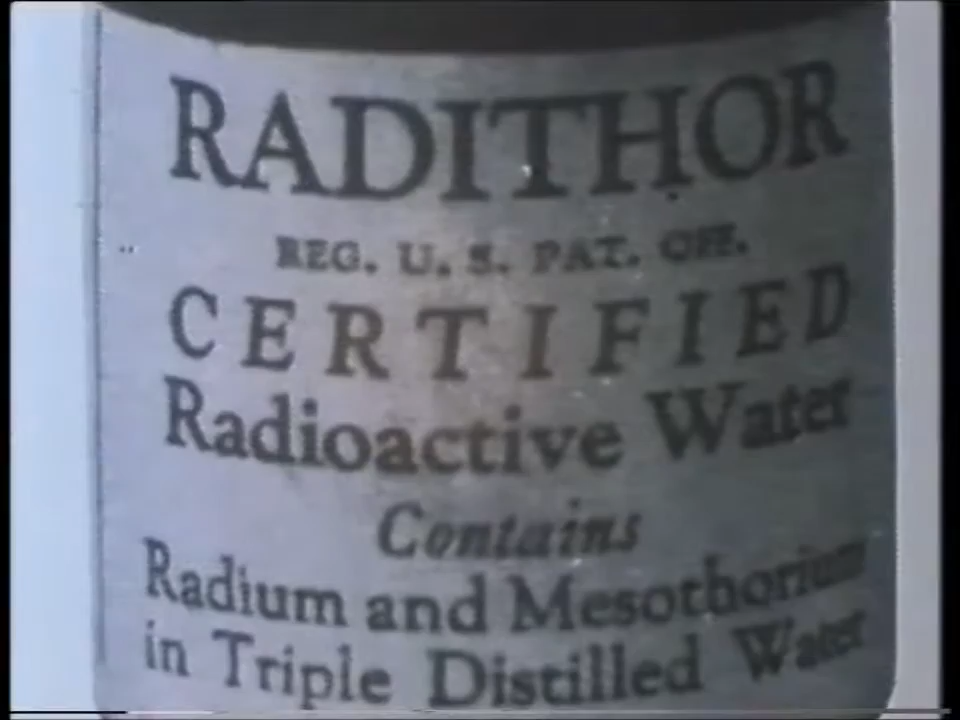 RADITHOR
REG. U. S. PAT. OFF.
CERTIFIED
Radioactive Water
Contains
Radium and Mesothorium
in Triple Distilled Water